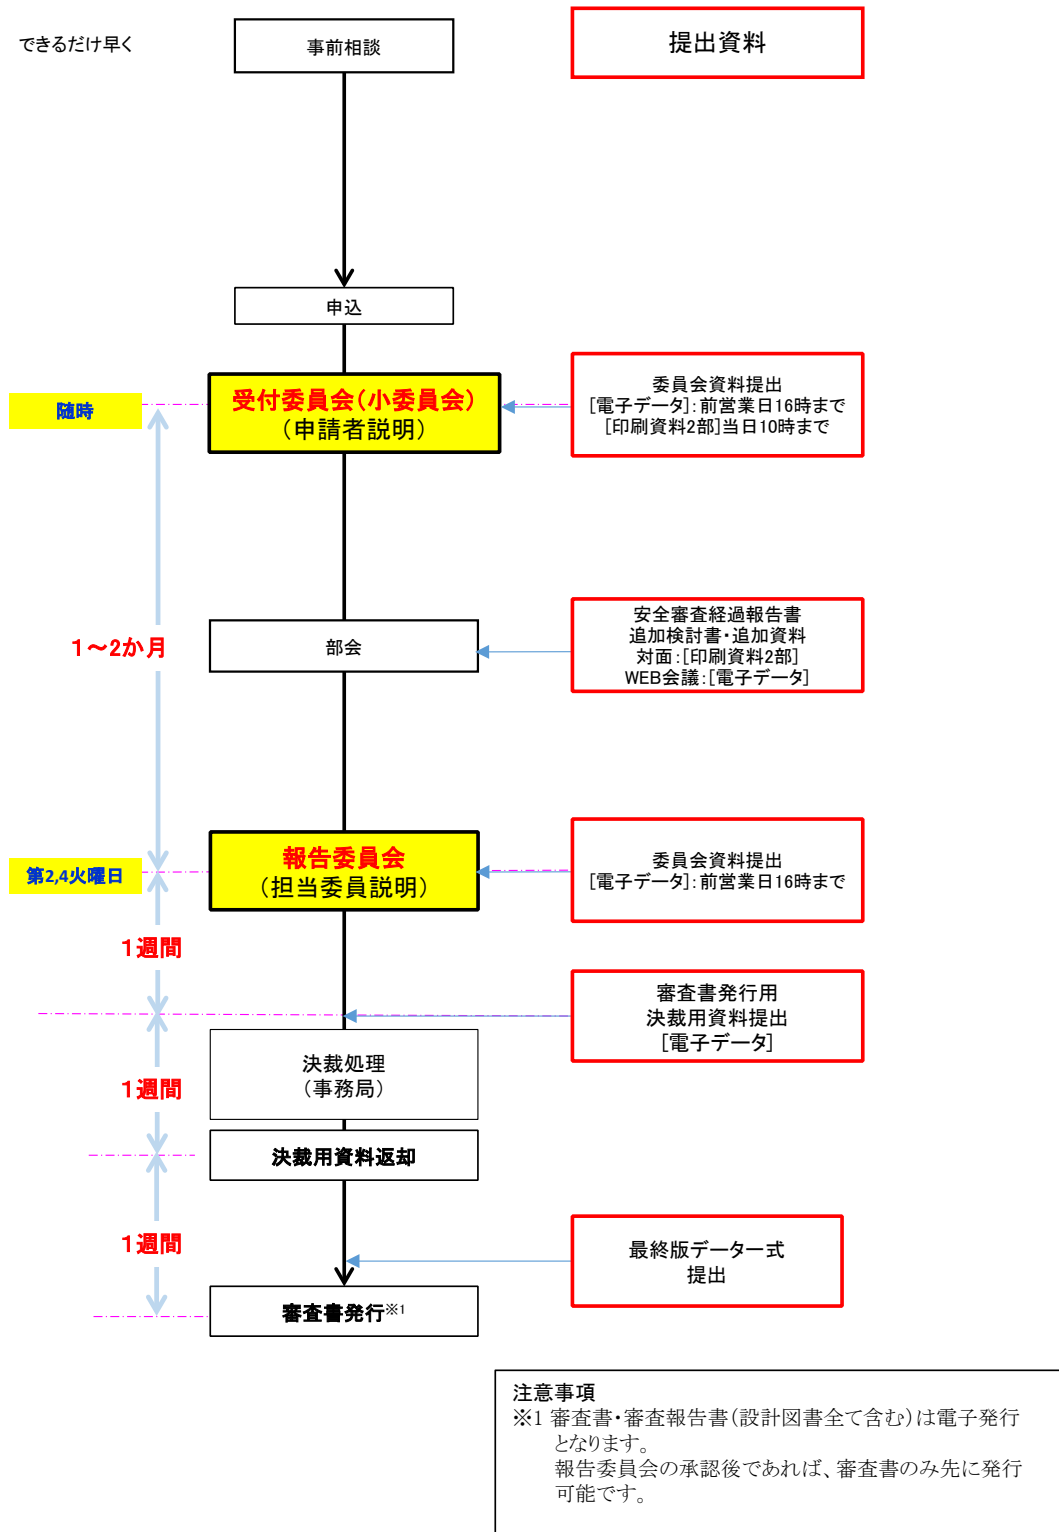 できるだけ早く
事前相談
提出資料
申込
随時
受付委員会(小委員会)
(申請者説明)
委員会資料提出
[電子データ]:前営業日16時まで
[印刷資料2部]当日10時まで
1～2か月
部会
安全審査経過報告書
追加検討書・追加資料
対面:[印刷資料2部]
WEB会議:[電子データ]
第2,4火曜日
報告委員会
(担当委員説明)
委員会資料提出
[電子データ]:前営業日16時まで
1週間
審査書発行用
決裁用資料提出
[電子データ]
決裁処理
(事務局)
1週間
決裁用資料返却
1週間
最終版データ一式
提出
審査書発行※1
注意事項
※1 審査書・審査報告書(設計図書全て含む)は電子発行
となります。
報告委員会の承認後であれば、審査書のみ先に発行
可能です。